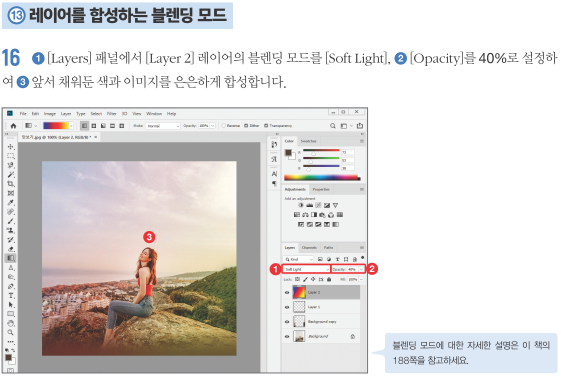 ⑬ 레이어를 합성하는 블렌딩 모드
16 ❶ [Layers] 패널에서 [Layer 2] 레이어의 블렌딩 모드를 [Soft Light], ❷ [Opacity]를 40%로 설정하
여 ❸ 앞서 채워둔 색과 이미지를 은은하게 합성합니다.
File Edit Image Layer Type Select Filter 3D View Window Help
Mode: Normal Opacity: 100% Reverse Dither Transparency
Color Swatches
Adjustments Properties
Add an adjustment
❸
Layers Channels Paths
Kind
❶ Soft Light Opacity: 40% ❷
Lock: Fill: 100%
Layer 2
Layer 1
Background copy
Background
블렌딩 모드에 대한 자세한 설명은 이 책의
188쪽을 참고하세요.